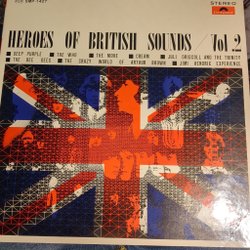 STEREO
HEROES OF BRITISH SOUNDS Vol 2
■ DEEP PURPLE ■ THE WHO ■ THE MOVE ■ CREAM ■ JULI DRISCOLL AND THE TRINITY
■ THE BEE GEES ■ THE CRAZY WORLD OF ARTHUR BROWN ■ JIMI HENDRIX EXPERIENCE